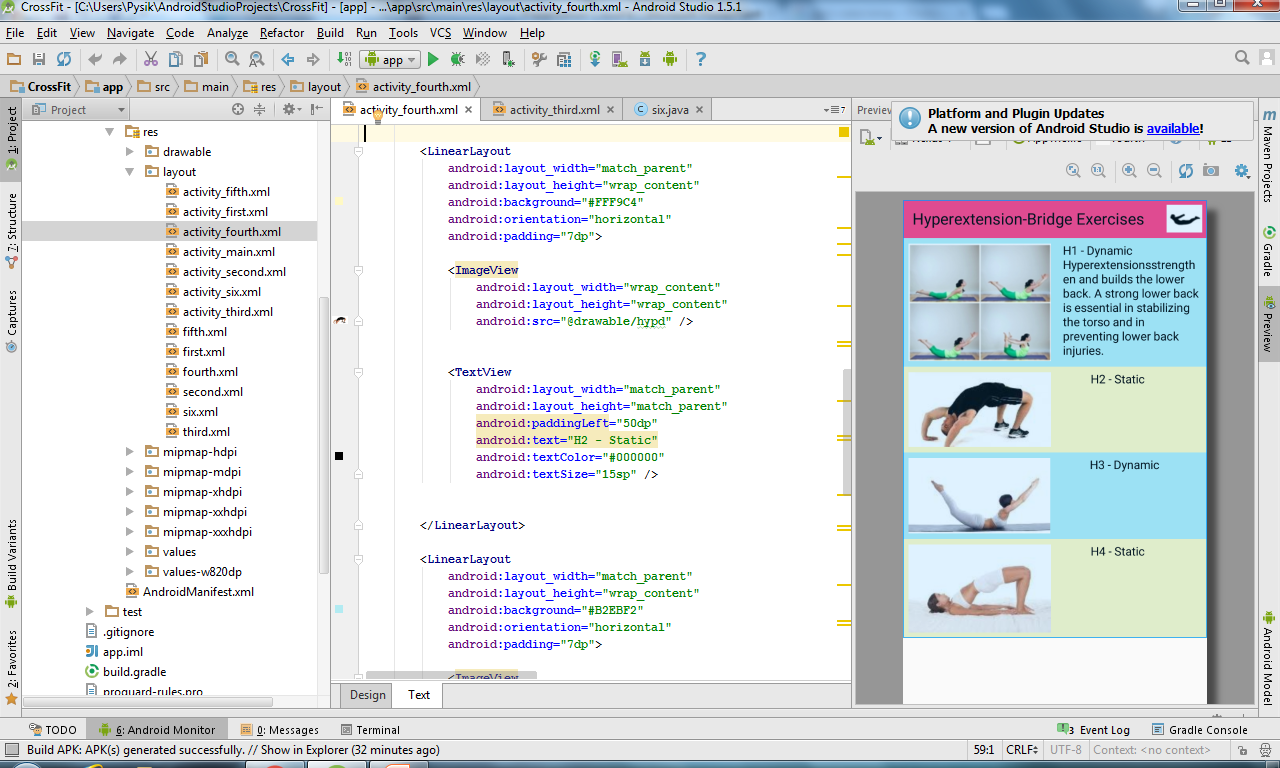 CrossFit - [C:\Users\Pysik\AndroidStudioProjects\CrossFit] - [app] - ...\app\src\main\res\layout\activity_fourth.xml - Android Studio 1.5.1
File Edit View Navigate Code Analyze Refactor Build Run Tools VCS Window Help
app
CrossFit app src main res layout activity_fourth.xml
1: Project
7: Structure
Captures
Build Variants
2: Favorites
Project
res
drawable
layout
activity_fifth.xml
activity_first.xml
activity_fourth.xml
activity_main.xml
activity_second.xml
activity_six.xml
activity_third.xml
fifth.xml
first.xml
fourth.xml
second.xml
six.xml
third.xml
mipmap-hdpi
mipmap-mdpi
mipmap-xhdpi
mipmap-xxhdpi
mipmap-xxxhdpi
values
values-w820dp
AndroidManifest.xml
test
.gitignore
app.iml
build.gradle
proguard-rules.pro
activity_fourth.xml activity_third.xml six.java
7
<LinearLayout
android:layout_width="match_parent"
android:layout_height="wrap_content"
android:background="#FFF9C4"
android:orientation="horizontal"
android:padding="7dp">
<ImageView
android:layout_width="wrap_content"
android:layout_height="wrap_content"
android:src="@drawable/hypd" />
<TextView
android:layout_width="match_parent"
android:layout_height="match_parent"
android:paddingLeft="50dp"
android:text="H2 - Static"
android:textColor="#000000"
android:textSize="15sp" />
</LinearLayout>
<LinearLayout
android:layout_width="match_parent"
android:layout_height="wrap_content"
android:background="#B2EBF2"
android:orientation="horizontal"
android:padding="7dp">
<ImageView
Design Text
Preview
Platform and Plugin Updates
A new version of Android Studio is available!
Hyperextension-Bridge Exercises
H1 - Dynamic
Hyperextensionsstrength
en and builds the lower
back. A strong lower back
is essential in stabilizing
the torso and in
preventing lower back
injuries.
H2 - Static
H3 - Dynamic
H4 - Static
Maven Projects
Gradle
Preview
Android Model
TODO 6: Android Monitor 0: Messages Terminal 3 Event Log Gradle Console
Build APK: APK(s) generated successfully. // Show in Explorer (32 minutes ago) 59:1 CRLF UTF-8 Context: <no context>